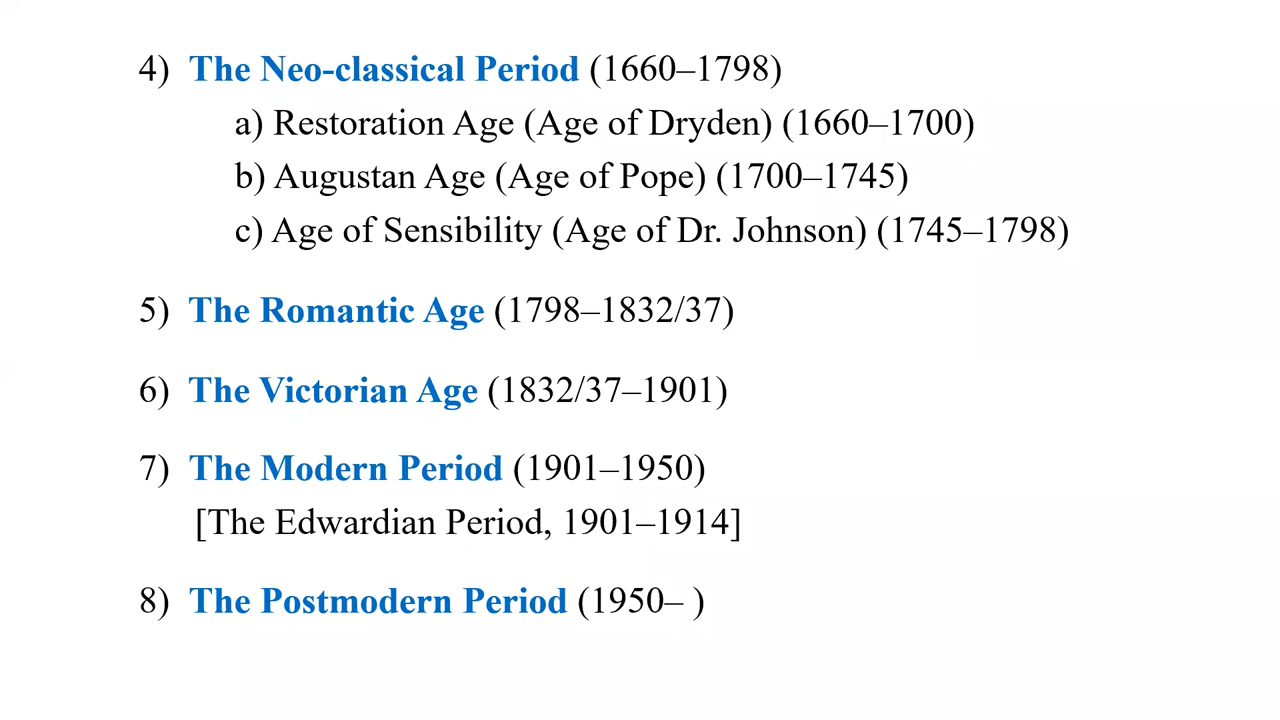 4) The Neo-classical Period (1660–1798)
a) Restoration Age (Age of Dryden) (1660–1700)
b) Augustan Age (Age of Pope) (1700–1745)
c) Age of Sensibility (Age of Dr. Johnson) (1745–1798)
5) The Romantic Age (1798–1832/37)
6) The Victorian Age (1832/37–1901)
7) The Modern Period (1901–1950)
[The Edwardian Period, 1901–1914]
8) The Postmodern Period (1950– )